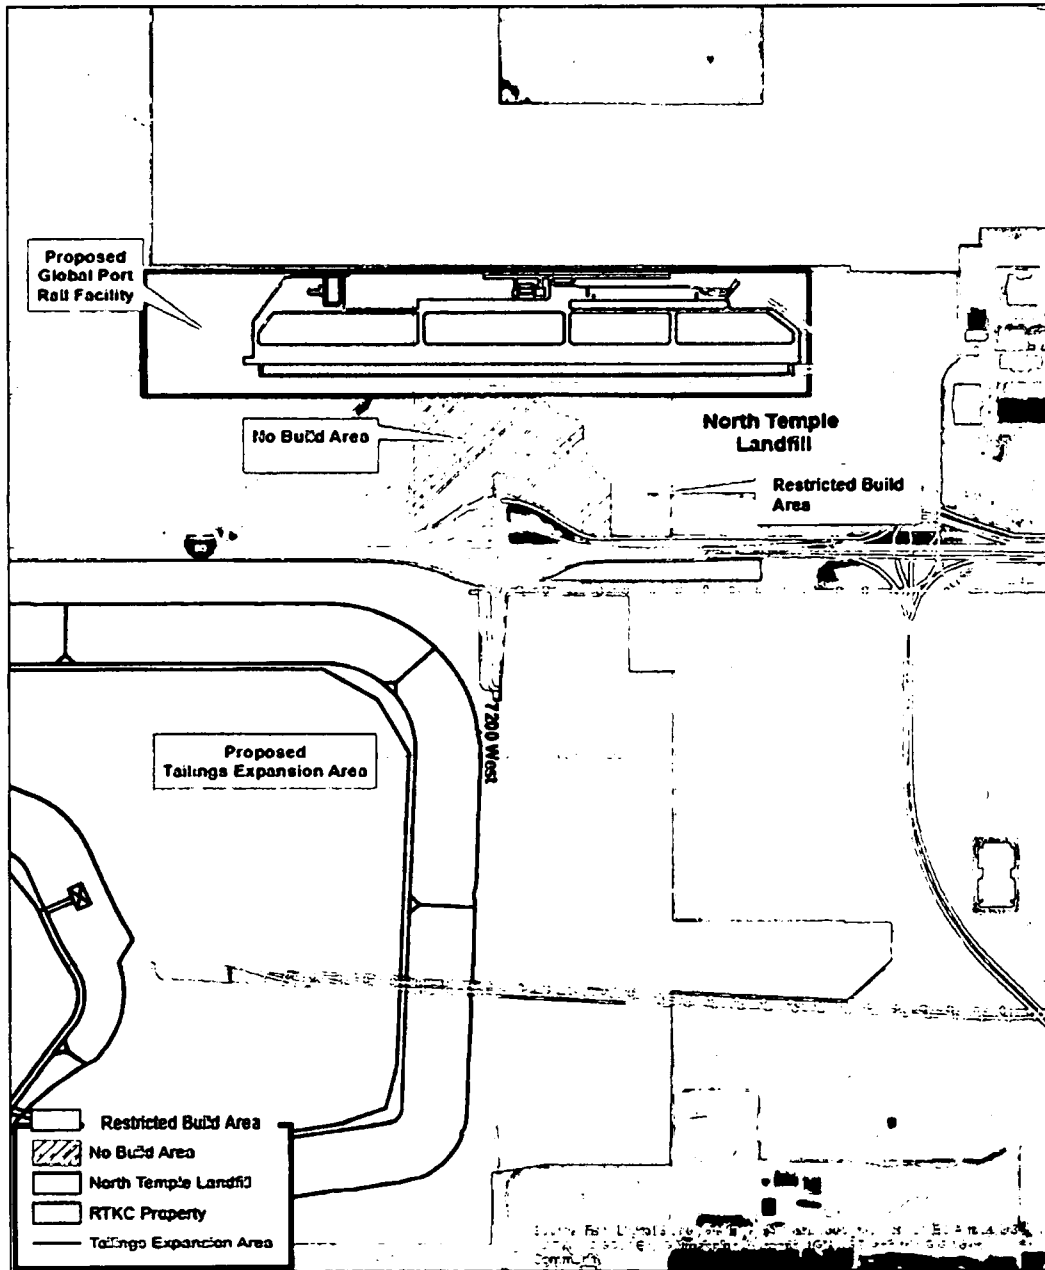 Proposed
Global Port
Rail Facility
No Build Area
North Temple
Landfill
Restricted Build
Area
7200 West
Proposed
Tailings Expansion Area
Restricted Build Area
No Build Area
North Temple Landfill
RTKC Property
Tailings Expansion Area